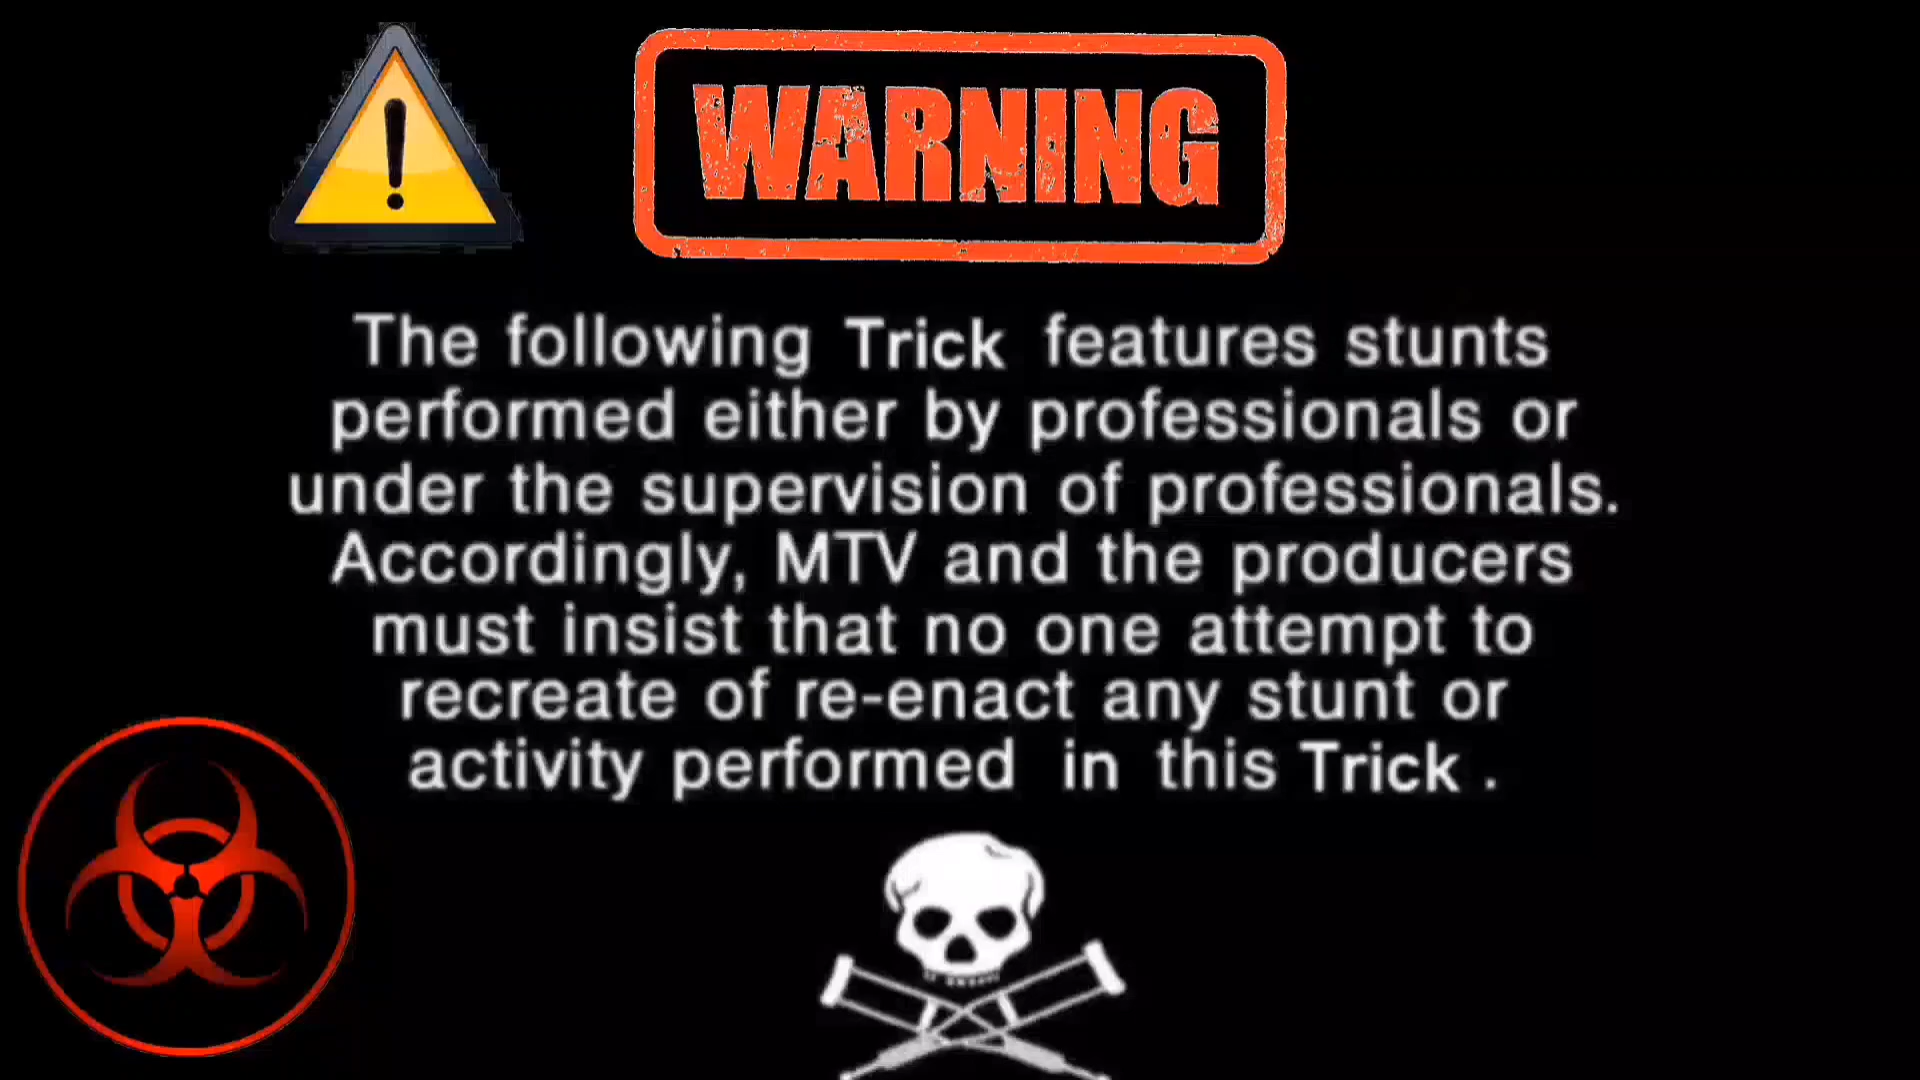 WARNING
The following Trick features stunts
performed either by professionals or
under the supervision of professionals.
Accordingly, MTV and the producers
must insist that no one attempt to
recreate of re-enact any stunt or
activity performed in this Trick .